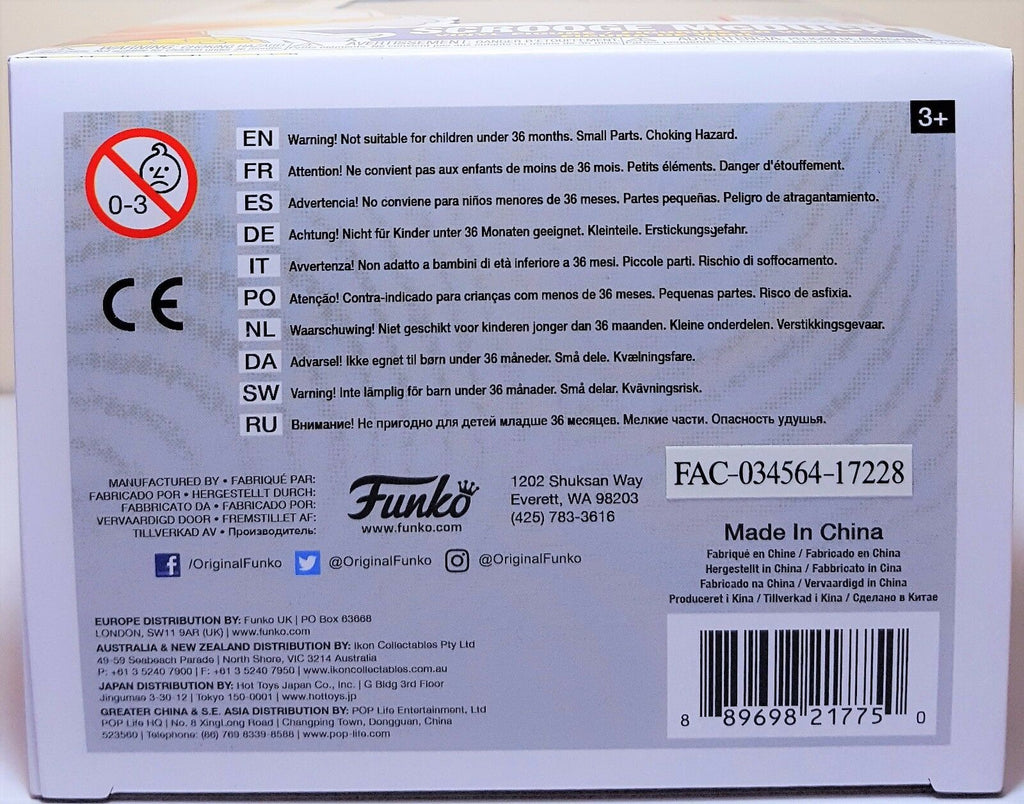 SCROOGE MCDUCK
WARNING: CHOKING HAZARD
AVERTISSEMENT: DANGER D'ÉTOUFFEMENT
3+
0-3
CE
EN Warning! Not suitable for children under 36 months. Small Parts. Choking Hazard.
FR Attention! Ne convient pas aux enfants de moins de 36 mois. Petits éléments. Danger d'étouffement.
ES Advertencia! No conviene para niños menores de 36 meses. Partes pequeñas. Peligro de atragantamiento.
DE Achtung! Nicht für Kinder unter 36 Monaten geeignet. Kleinteile. Erstickungsgefahr.
IT Avvertenza! Non adatto a bambini di età inferiore a 36 mesi. Piccole parti. Rischio di soffocamento.
PO Atenção! Contra-indicado para crianças com menos de 36 meses. Pequenas partes. Risco de asfixia.
NL Waarschuwing! Niet geschikt voor kinderen jonger dan 36 maanden. Kleine onderdelen. Verstikkingsgevaar.
DA Advarsel! Ikke egnet til børn under 36 måneder. Små dele. Kvælningsfare.
SW Varning! Inte lämplig för barn under 36 månader. Små delar. Kvävningsrisk.
RU Внимание! Не пригодно для детей младше 36 месяцев. Мелкие части. Опасность удушья.
MANUFACTURED BY • FABRIQUÉ PAR:
FABRICADO POR • HERGESTELLT DURCH:
FABBRICATO DA • FABRICADO POR:
VERVAARDIGD DOOR • FREMSTILLET AF:
TILLVERKAD AV • Производитель:
Funko
www.funko.com
1202 Shuksan Way
Everett, WA 98203
(425) 783-3616
/OriginalFunko @OriginalFunko @OriginalFunko
FAC-034564-17228
Made In China
Fabriqué en Chine / Fabricado en China
Hergestellt in China / Fabbricato in Cina
Fabricado na China / Vervaardigd in China
Produceret i Kina / Tillverkad i Kina / Сделано в Китае
EUROPE DISTRIBUTION BY: Funko UK | PO Box 63668
LONDON, SW11 9AR (UK) | www.funko.com
AUSTRALIA & NEW ZEALAND DISTRIBUTION BY: Ikon Collectables Pty Ltd
49-59 Seabeach Parade | North Shore, VIC 3214 Australia
P: +61 3 5240 7900 | F: +61 3 5240 7950 | www.ikoncollectables.com.au
JAPAN DISTRIBUTION BY: Hot Toys Japan Co., Inc. | G Bldg 3rd Floor
Jingumae 3-30-12 | Tokyo 150-0001 | www.hottoys.jp
GREATER CHINA & S.E. ASIA DISTRIBUTION BY: POP Life Entertainment, Ltd
POP Life HQ | No. 8 XingLong Road | Changping Town, Dongguan, China
523560 | Telephone: (86) 769 8339 8588 | www.pop-life.com
8 89698 21775 0